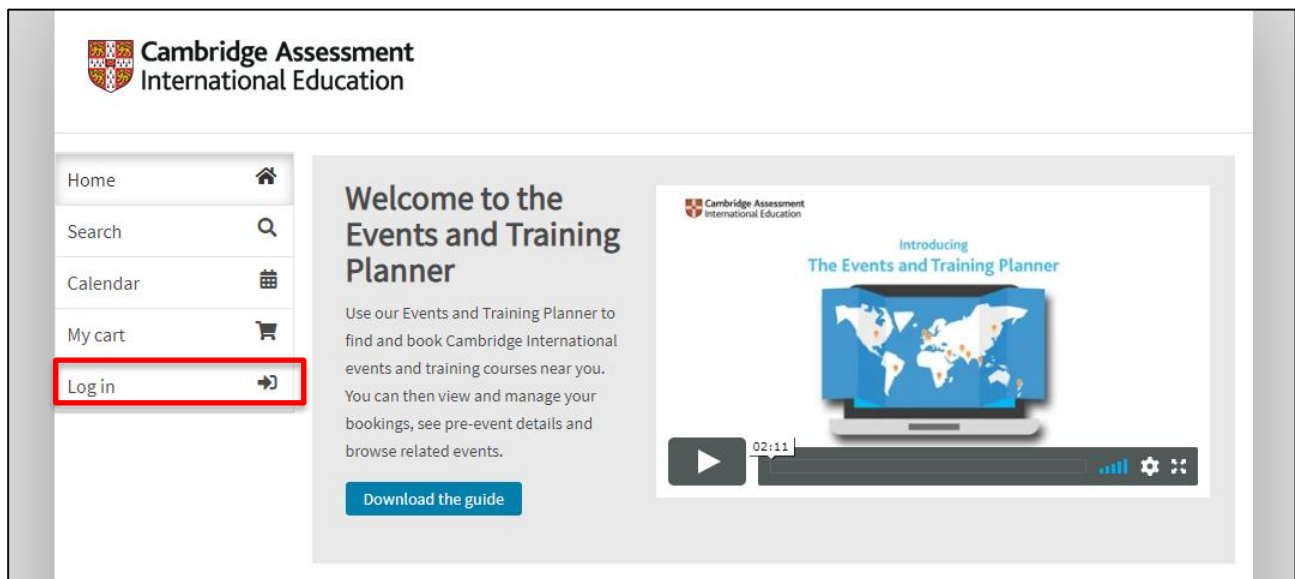 Cambridge Assessment
International Education
Home
Search
Calendar
My cart
Log in
Welcome to the
Events and Training
Planner
Use our Events and Training Planner to
find and book Cambridge International
events and training courses near you.
You can then view and manage your
bookings, see pre-event details and
browse related events.
Download the guide
Cambridge Assessment
International Education
Introducing
The Events and Training Planner
02:11